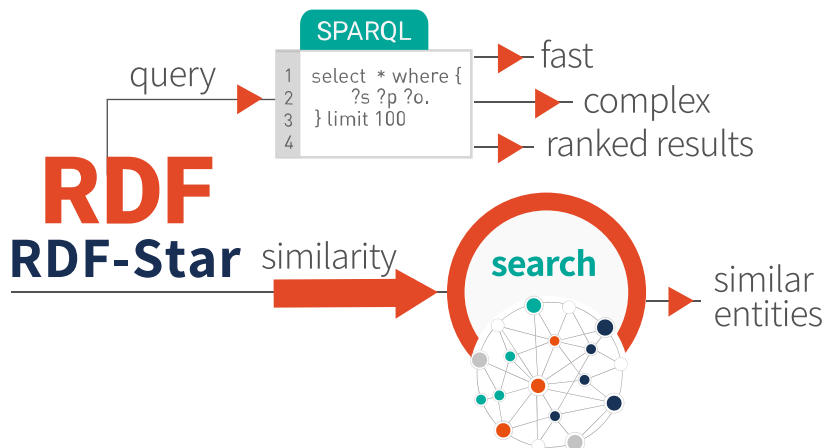 SPARQL
query
1 select * where {
2 ?s ?p ?o.
3 } limit 100
4
fast
complex
ranked results
RDF
RDF-Star
similarity
search
similar
entities